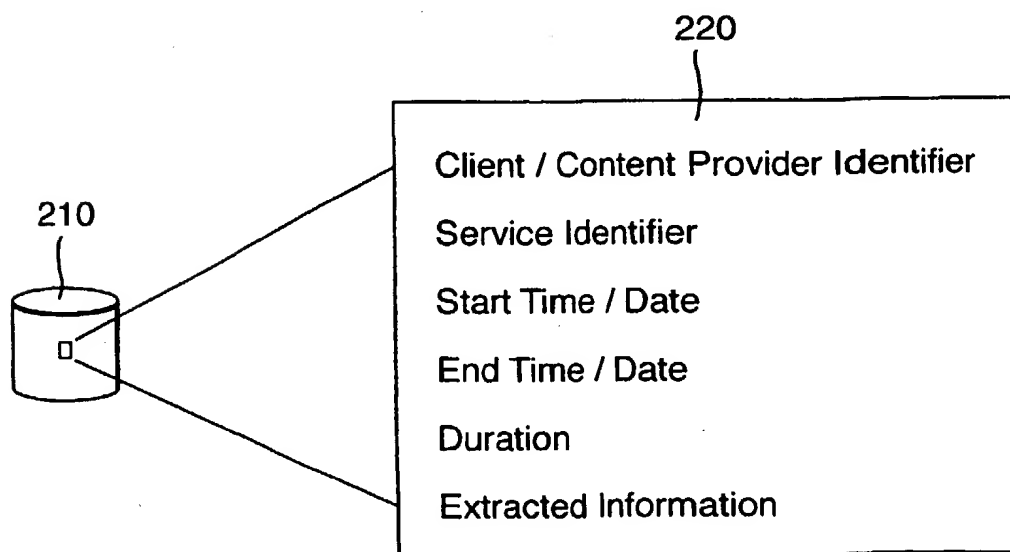 220
Client / Content Provider Identifier
210
Service Identifier
Start Time / Date
End Time / Date
Duration
Extracted Information